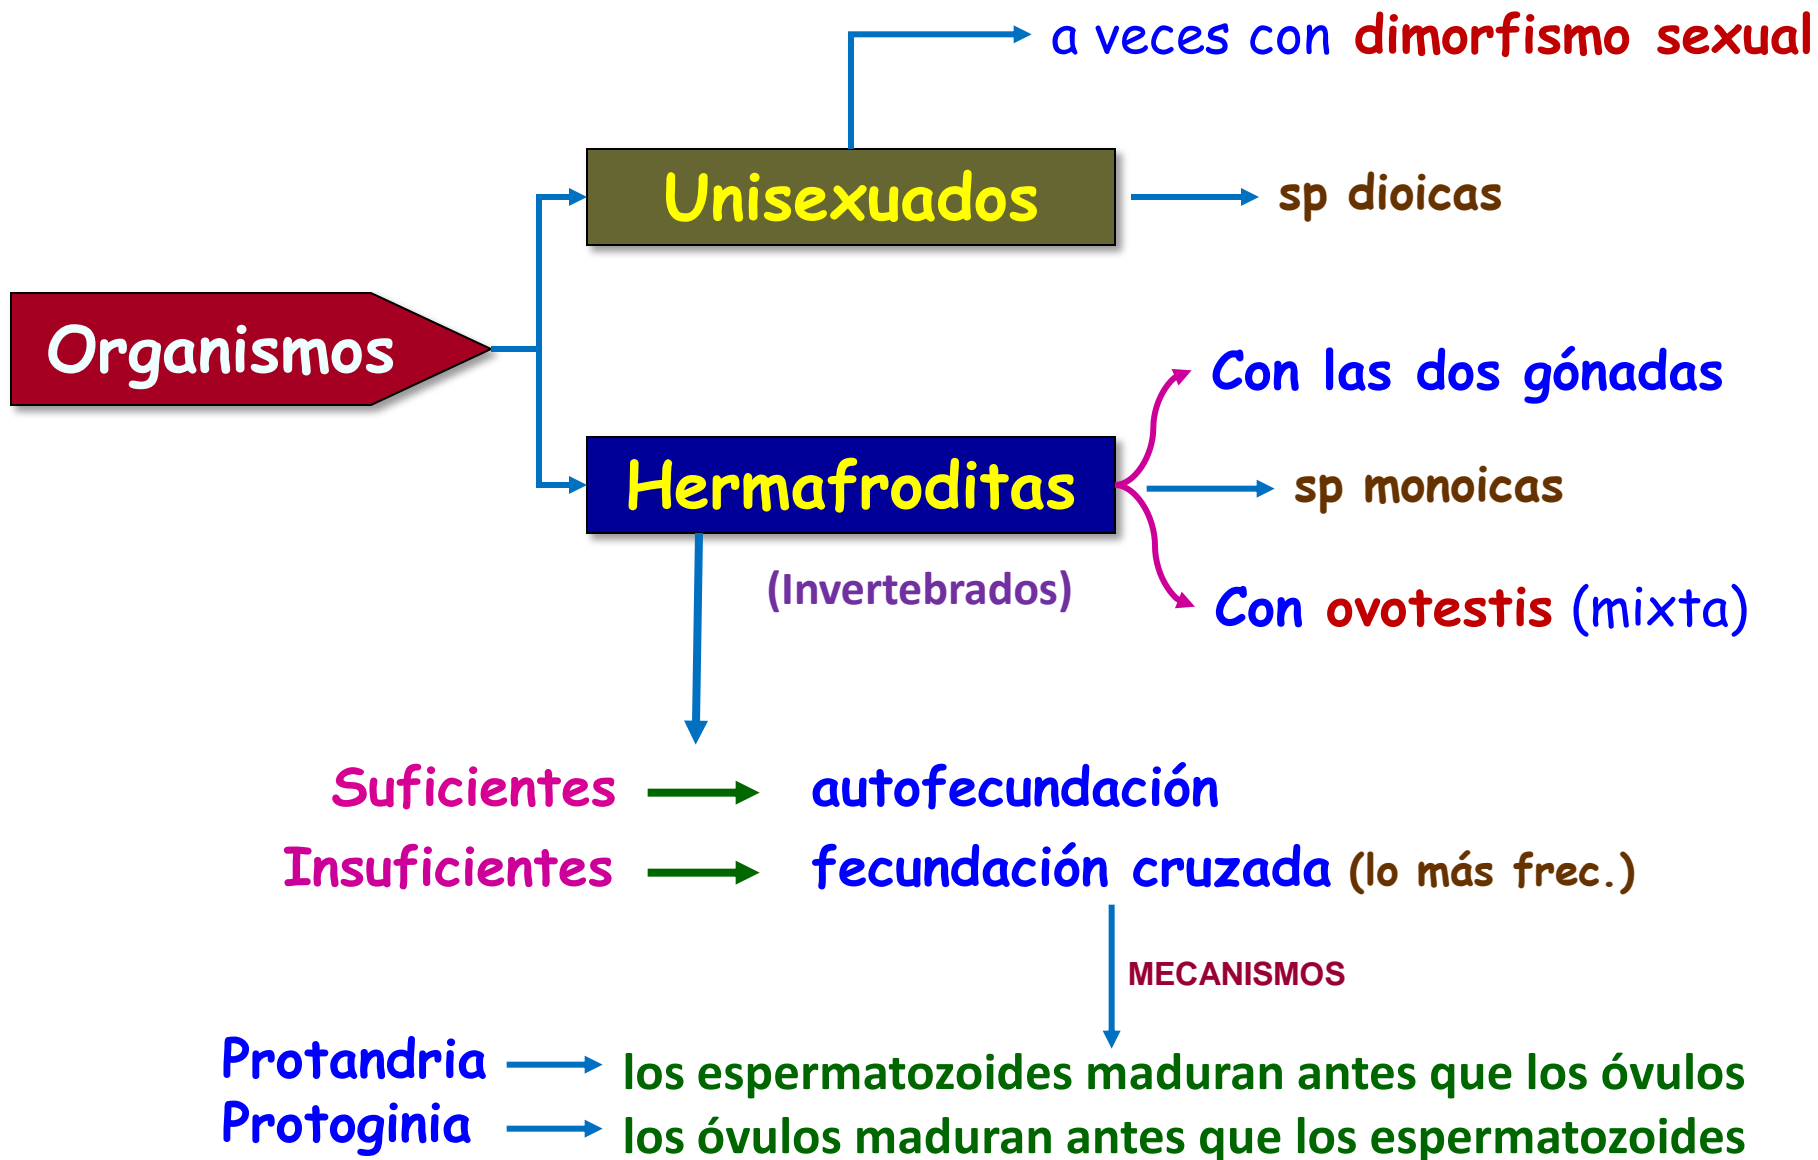 a veces con dimorfismo sexual
Unisexuados
sp dioicas
Organismos
Con las dos gónadas
Hermafroditas
sp monoicas
(Invertebrados)
Con ovotestis (mixta)
Suficientes autofecundación
Insuficientes fecundación cruzada (lo más frec.)
MECANISMOS
Protandria los espermatozoides maduran antes que los óvulos
Protoginia los óvulos maduran antes que los espermatozoides